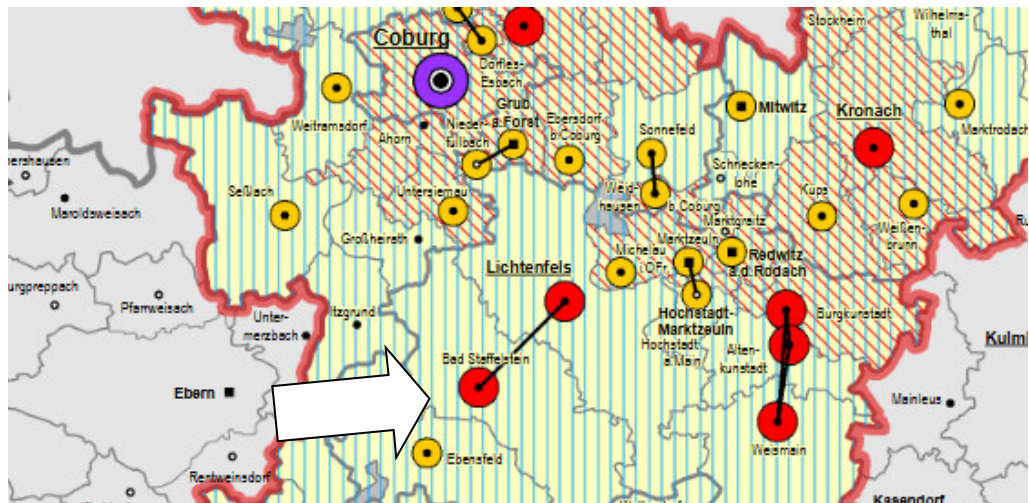 Stockheim
Wilhelms-
thal
Coburg
Dörfles-
Esbach
Weitramsdorf
Grub
a.Forst
Ahorn
Nieder-
füllbach
Ebersdorf
b.Coburg
Sonnefeld
Mitwitz
Kronach
Marktrodach
Maroldsweisach
Seßlach
Untersiemau
Weid-
hausen
b.Coburg
Schnecken-
lohe
Küps
Marktgraitz
Weißen-
brunn
Großheirath
Lichtenfels
Michelau
i.OFr.
Marktzeuln
Redwitz
a.d.Rodach
Pfarrweisach
Unter-
merzbach
Itzgrund
Hochstadt-
Marktzeuln
Hochstadt
a.Main
Burgkunstadt
Alten-
kunstadt
Bad Staffelstein
Ebern
Mainleus
Ebensfeld
Weismain
Rentweinsdorf
Kasendorf